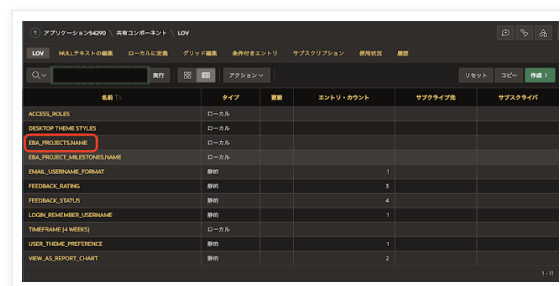 アプリケーション54290 \ 共有コンポーネント \ LOV
LOV NULLテキストの編集 ローカルに変換 グリッド編集 条件付きエントリ サブスクリプション 使用状況 履歴
実行 アクション リセット コピー 作成 >
名前 タイプ 更新 エントリ・カウント サブクライブ先 サブスクライバ
ACCESS_ROLES ローカル
DESKTOP THEME STYLES ローカル
EBA_PROJECTS.NAME ローカル
EBA_PROJECT_MILESTONES.NAME ローカル
EMAIL_USERNAME_FORMAT 静的 1
FEEDBACK_RATING 静的 3
FEEDBACK_STATUS 静的 4
LOGIN_REMEMBER_USERNAME 静的 1
TIMEFRAME (4 WEEKS) ローカル
USER_THEME_PREFERENCE 静的 1
VIEW_AS_REPORT_CHART 静的 2
1 - 11